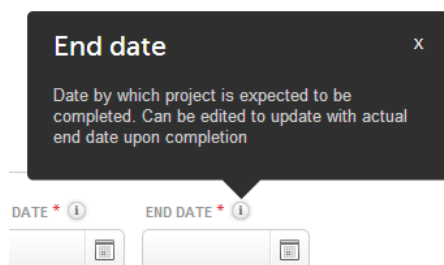 End date
x
Date by which project is expected to be
completed. Can be edited to update with actual
end date upon completion
DATE * i
END DATE * i